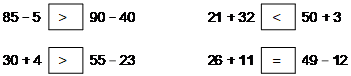 85 – 5 > 90 – 40 21 + 32 < 50 + 3
30 + 4 > 55 – 23 26 + 11 = 49 – 12